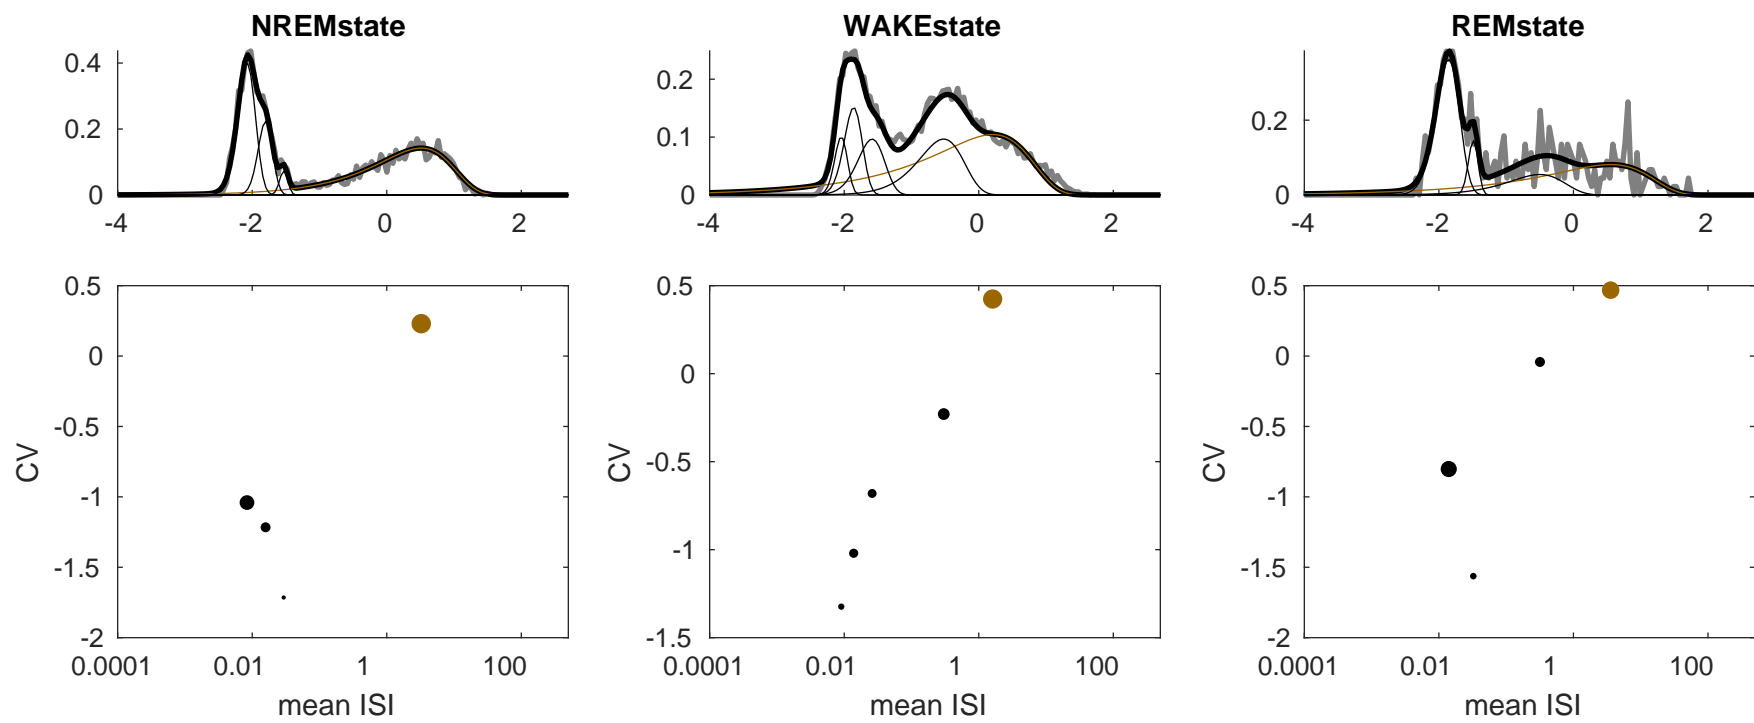 NREMstate WAKEstate REMstate
0.4 0.2 0.2
0.2 0.1
0 0 0
-4 -2 0 2 -4 -2 0 2 -4 -2 0 2
0.5 0.5 0.5
0 0 0
-0.5 -0.5 -0.5
-1 -1 -1
-1.5 -1.5 -1.5
-2 -2
CV CV CV
0.0001 0.01 1 100 0.0001 0.01 1 100 0.0001 0.01 1 100
mean ISI mean ISI mean ISI